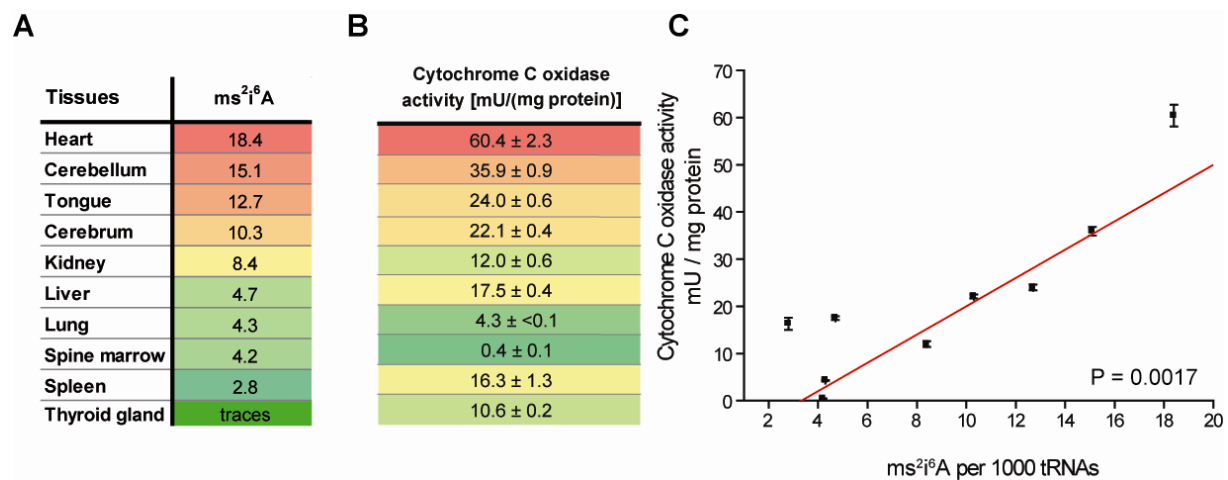 A
Tissues ms²i⁶A
Heart 18.4
Cerebellum 15.1
Tongue 12.7
Cerebrum 10.3
Kidney 8.4
Liver 4.7
Lung 4.3
Spine marrow 4.2
Spleen 2.8
Thyroid gland traces
B
Cytochrome C oxidase
activity [mU/(mg protein)]
60.4 ± 2.3
35.9 ± 0.9
24.0 ± 0.6
22.1 ± 0.4
12.0 ± 0.6
17.5 ± 0.4
4.3 ± <0.1
0.4 ± 0.1
16.3 ± 1.3
10.6 ± 0.2
C
Cytochrome C oxidase activity
mU / mg protein
70
60
50
40
30
20
10
0
P = 0.0017
2 4 6 8 10 12 14 16 18 20
ms²i⁶A per 1000 tRNAs